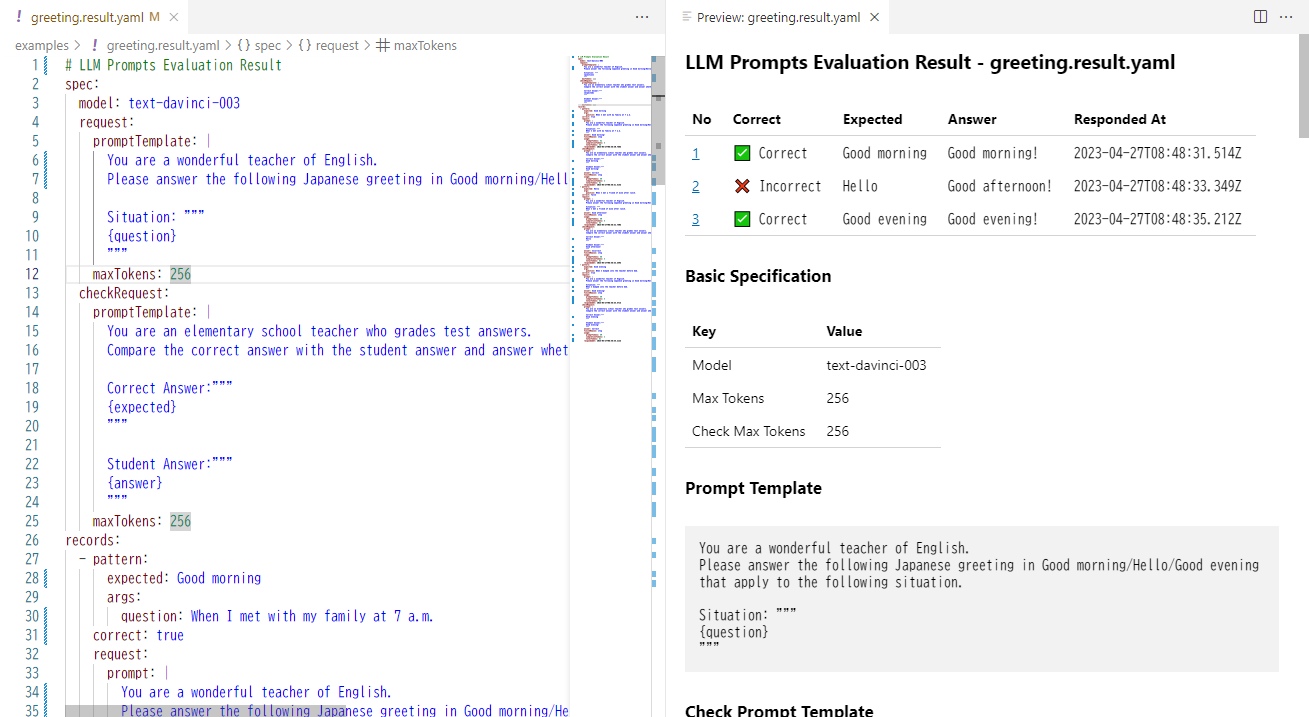 ! greeting.result.yaml M ×
examples > ! greeting.result.yaml > {} spec > {} request > # maxTokens
1 # LLM Prompts Evaluation Result
2 spec:
3 model: text-davinci-003
4 request:
5 promptTemplate: |
6 You are a wonderful teacher of English.
7 Please answer the following Japanese greeting in Good morning/Hell
8
9 Situation: """
10 {question}
11 """
12 maxTokens: 256
13 checkRequest:
14 promptTemplate: |
15 You are an elementary school teacher who grades test answers.
16 Compare the correct answer with the student answer and answer whet
17
18 Correct Answer:"""
19 {expected}
20 """
21
22 Student Answer:"""
23 {answer}
24 """
25 maxTokens: 256
26 records:
27 - pattern:
28 expected: Good morning
29 args:
30 question: When I met with my family at 7 a.m.
31 correct: true
32 request:
33 prompt: |
34 You are a wonderful teacher of English.
35 Please answer the following Japanese greeting in Good morning/He
Preview: greeting.result.yaml ×
LLM Prompts Evaluation Result - greeting.result.yaml
No Correct Expected Answer Responded At
1 ✅ Correct Good morning Good morning! 2023-04-27T08:48:31.514Z
2 ❌ Incorrect Hello Good afternoon! 2023-04-27T08:48:33.349Z
3 ✅ Correct Good evening Good evening! 2023-04-27T08:48:35.212Z
Basic Specification
Key Value
Model text-davinci-003
Max Tokens 256
Check Max Tokens 256
Prompt Template
You are a wonderful teacher of English.
Please answer the following Japanese greeting in Good morning/Hello/Good evening
that apply to the following situation.
Situation: """
{question}
"""
Check Prompt Template